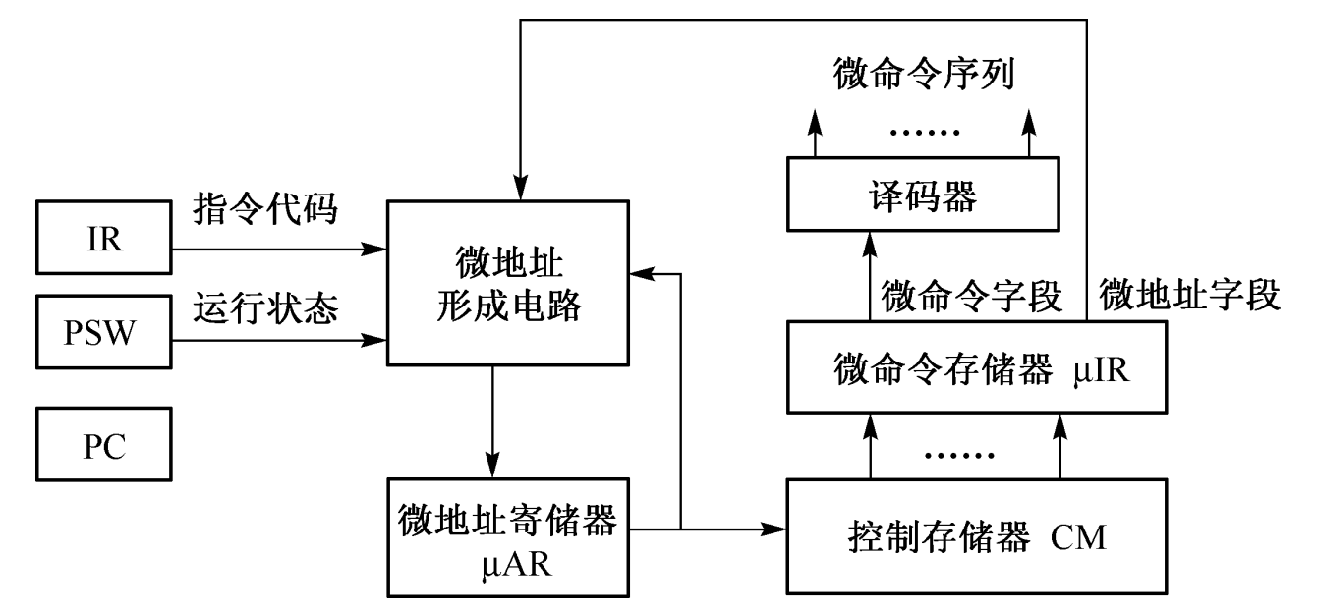 微命令序列
……
译码器
IR
指令代码
微地址
形成电路
PSW
运行状态
微命令字段
微地址字段
微命令存储器 μIR
PC
……
微地址寄储器
μAR
控制存储器 CM